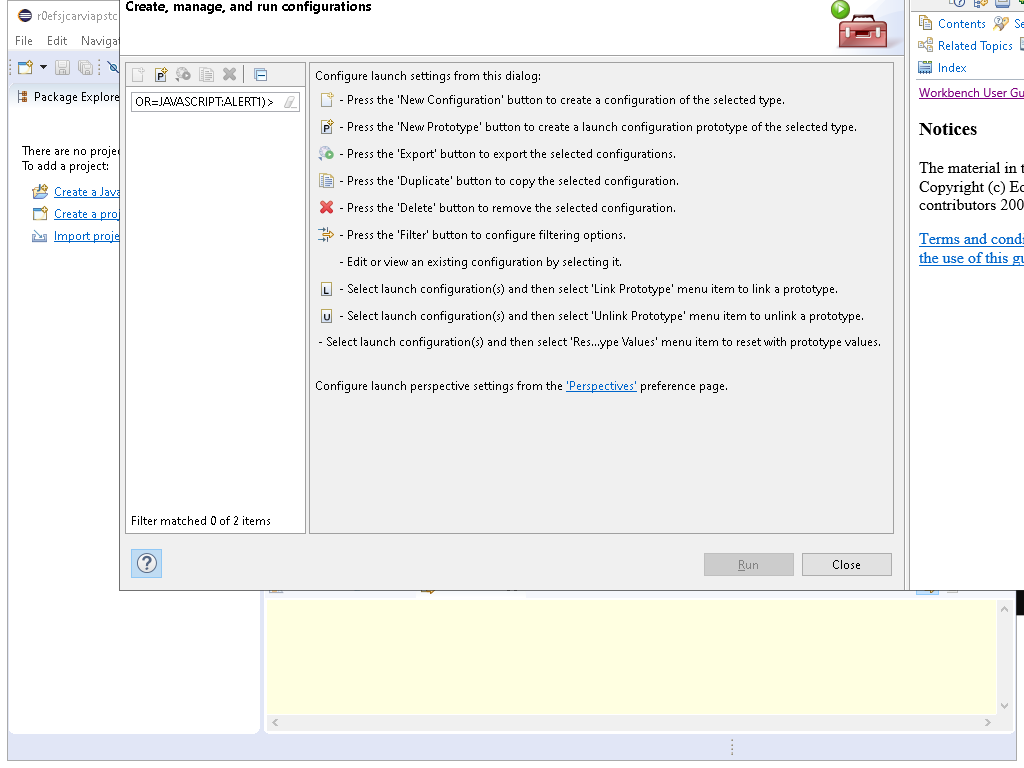 r0efsjcarviapstc
File Edit Naviga
Package Explore
There are no projec
To add a project:
Create a Java
Create a proj
Import proje
Create, manage, and run configurations
OR=JAVASCRIPT:ALERT1)>
Filter matched 0 of 2 items
Configure launch settings from this dialog:
- Press the 'New Configuration' button to create a configuration of the selected type.
P - Press the 'New Prototype' button to create a launch configuration prototype of the selected type.
- Press the 'Export' button to export the selected configurations.
- Press the 'Duplicate' button to copy the selected configuration.
- Press the 'Delete' button to remove the selected configuration.
- Press the 'Filter' button to configure filtering options.
- Edit or view an existing configuration by selecting it.
L - Select launch configuration(s) and then select 'Link Prototype' menu item to link a prototype.
U - Select launch configuration(s) and then select 'Unlink Prototype' menu item to unlink a prototype.
- Select launch configuration(s) and then select 'Res...ype Values' menu item to reset with prototype values.
Configure launch perspective settings from the 'Perspectives' preference page.
Run Close
Contents Se
Related Topics
Index
Workbench User Gu
Notices
The material in t
Copyright (c) Ec
contributors 200
Terms and condi
the use of this gu